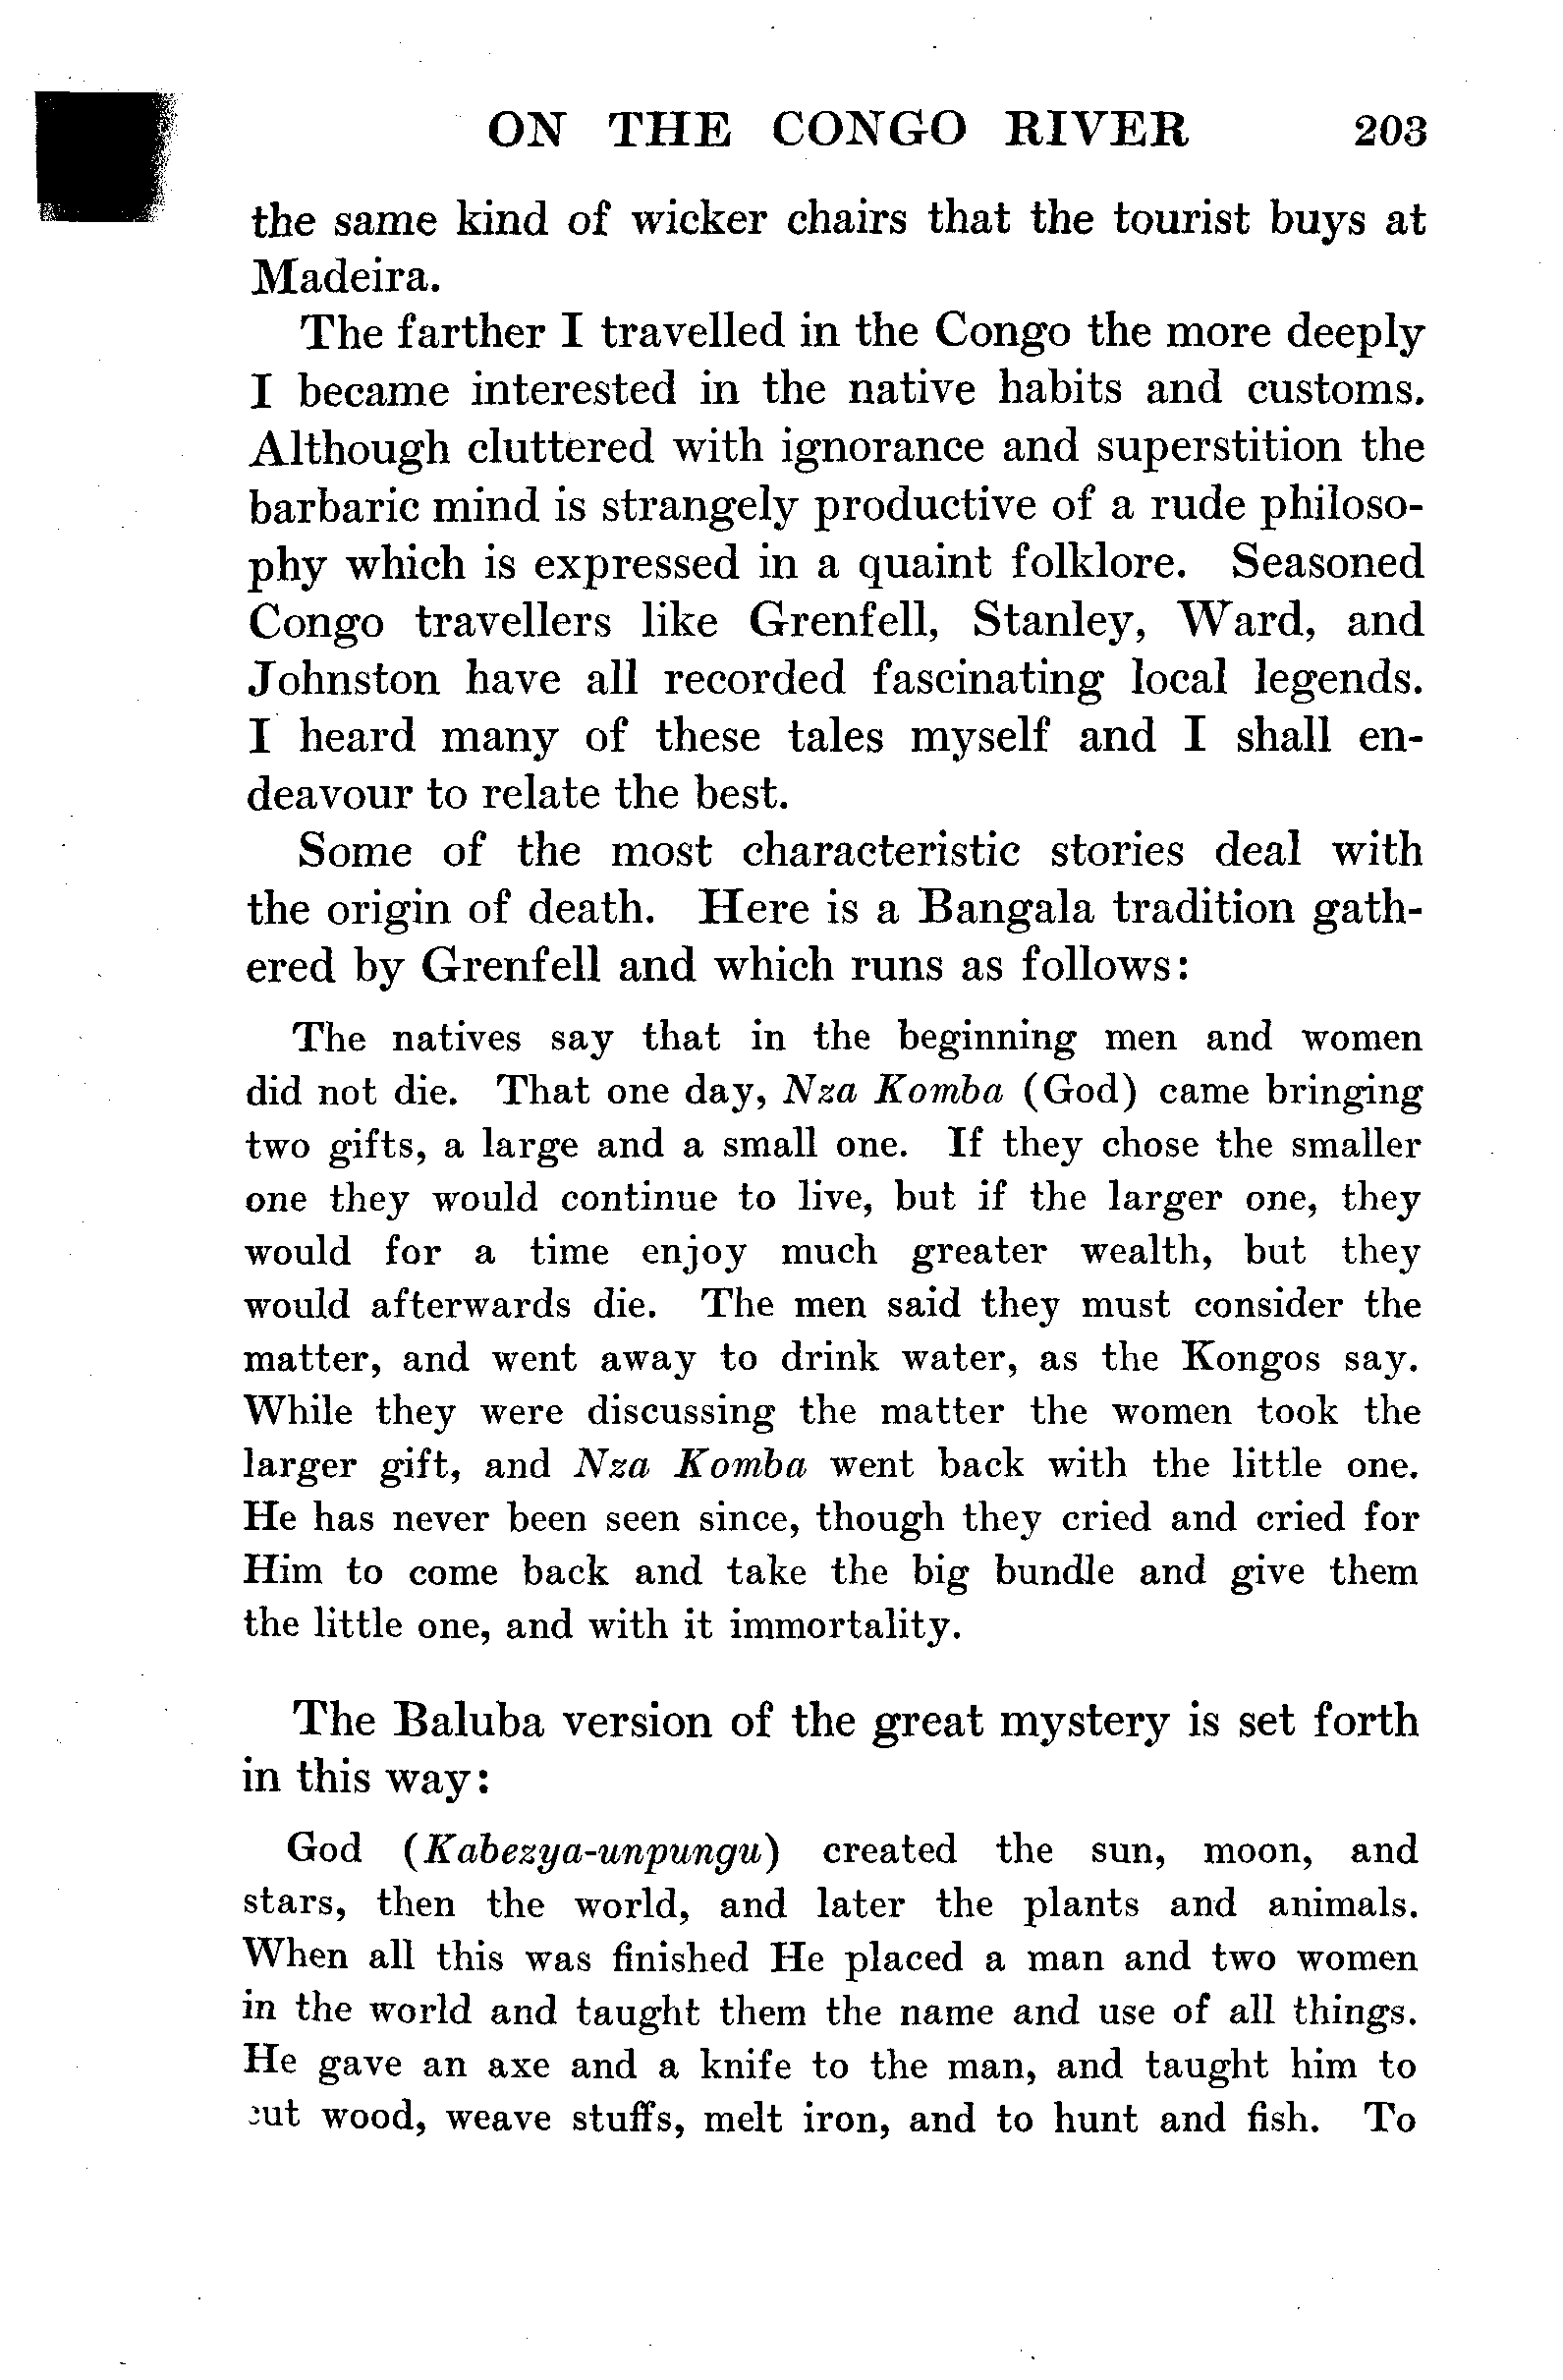 ON THE CONGO RIVER 203
the same kind of wicker chairs that the tourist buys at
Madeira.
The farther I travelled in the Congo the more deeply
I became interested in the native habits and customs.
Although cluttered with ignorance and superstition the
barbaric mind is strangely productive of a rude philoso-
phy which is expressed in a quaint folklore. Seasoned
Congo travellers like Grenfell, Stanley, Ward, and
Johnston have all recorded fascinating local legends.
I heard many of these tales myself and I shall en-
deavour to relate the best.
Some of the most characteristic stories deal with
the origin of death. Here is a Bangala tradition gath-
ered by Grenfell and which runs as follows:
The natives say that in the beginning men and women
did not die. That one day, Nza Komba (God) came bringing
two gifts, a large and a small one. If they chose the smaller
one they would continue to live, but if the larger one, they
would for a time enjoy much greater wealth, but they
would afterwards die. The men said they must consider the
matter, and went away to drink water, as the Kongos say.
While they were discussing the matter the women took the
larger gift, and Nza Komba went back with the little one.
He has never been seen since, though they cried and cried for
Him to come back and take the big bundle and give them
the little one, and with it immortality.
The Baluba version of the great mystery is set forth
in this way:
God (Kabezya-unpungu) created the sun, moon, and
stars, then the world, and later the plants and animals.
When all this was finished He placed a man and two women
in the world and taught them the name and use of all things.
He gave an axe and a knife to the man, and taught him to
cut wood, weave stuffs, melt iron, and to hunt and fish. To